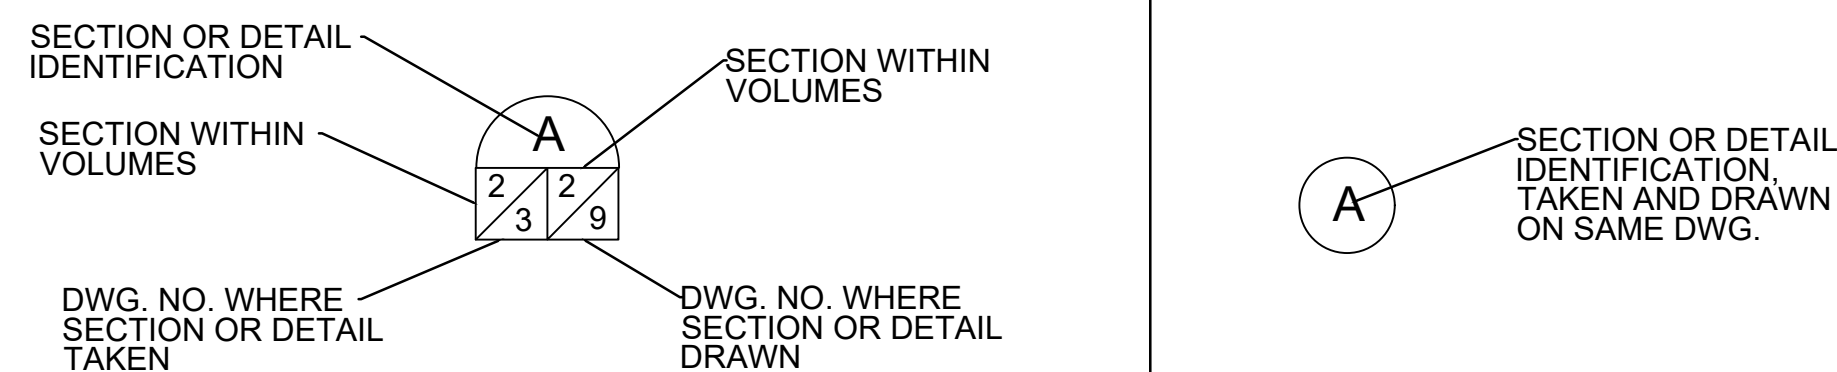 SECTION OR DETAIL
IDENTIFICATION
SECTION WITHIN
VOLUMES
SECTION WITHIN
VOLUMES
A
2
3
2
9
DWG. NO. WHERE
SECTION OR DETAIL
TAKEN
DWG. NO. WHERE
SECTION OR DETAIL
DRAWN
A
SECTION OR DETAIL
IDENTIFICATION,
TAKEN AND DRAWN
ON SAME DWG.